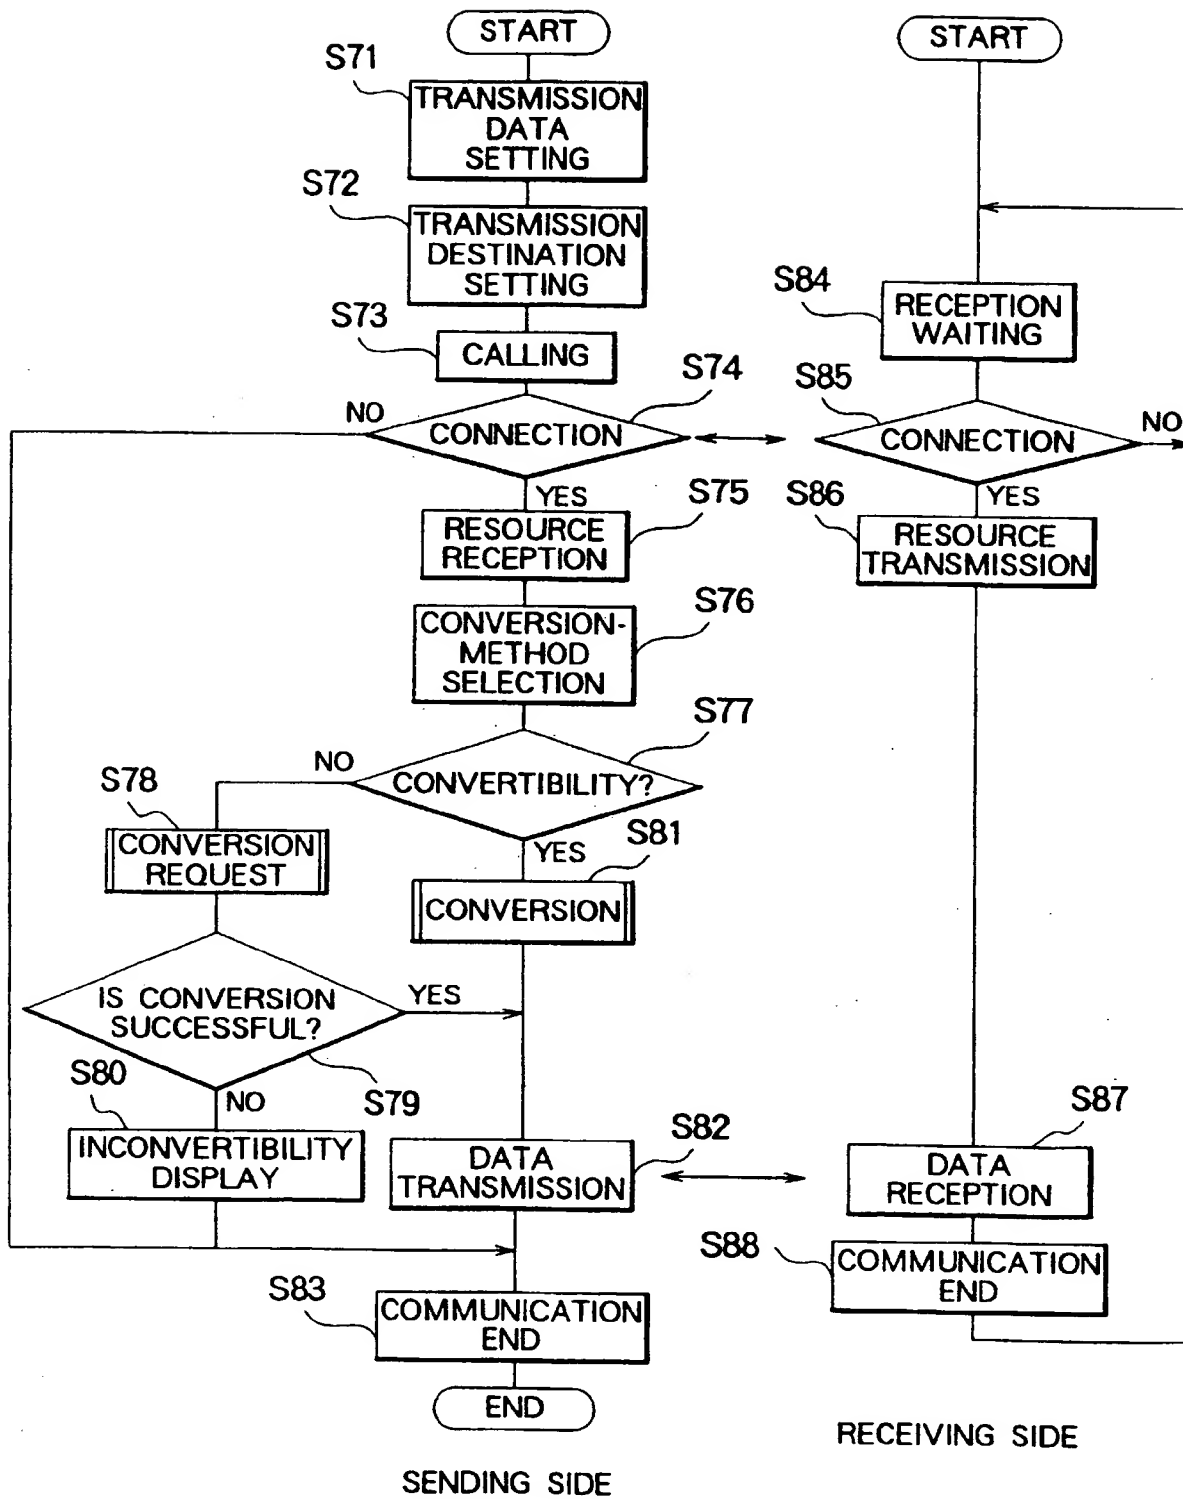 START
S71
TRANSMISSION
DATA
SETTING
S72
TRANSMISSION
DESTINATION
SETTING
S73
CALLING
S74
NO
CONNECTION
YES
S75
RESOURCE
RECEPTION
S76
CONVERSION-
METHOD
SELECTION
S77
NO
CONVERTIBILITY?
S78
CONVERSION
REQUEST
YES
S81
CONVERSION
IS CONVERSION
SUCCESSFUL?
YES
S79
S80
NO
INCONVERTIBILITY
DISPLAY
S82
DATA
TRANSMISSION
S83
COMMUNICATION
END
END
SENDING SIDE
START
S84
RECEPTION
WAITING
S85
CONNECTION
NO
YES
S86
RESOURCE
TRANSMISSION
S87
DATA
RECEPTION
S88
COMMUNICATION
END
RECEIVING SIDE